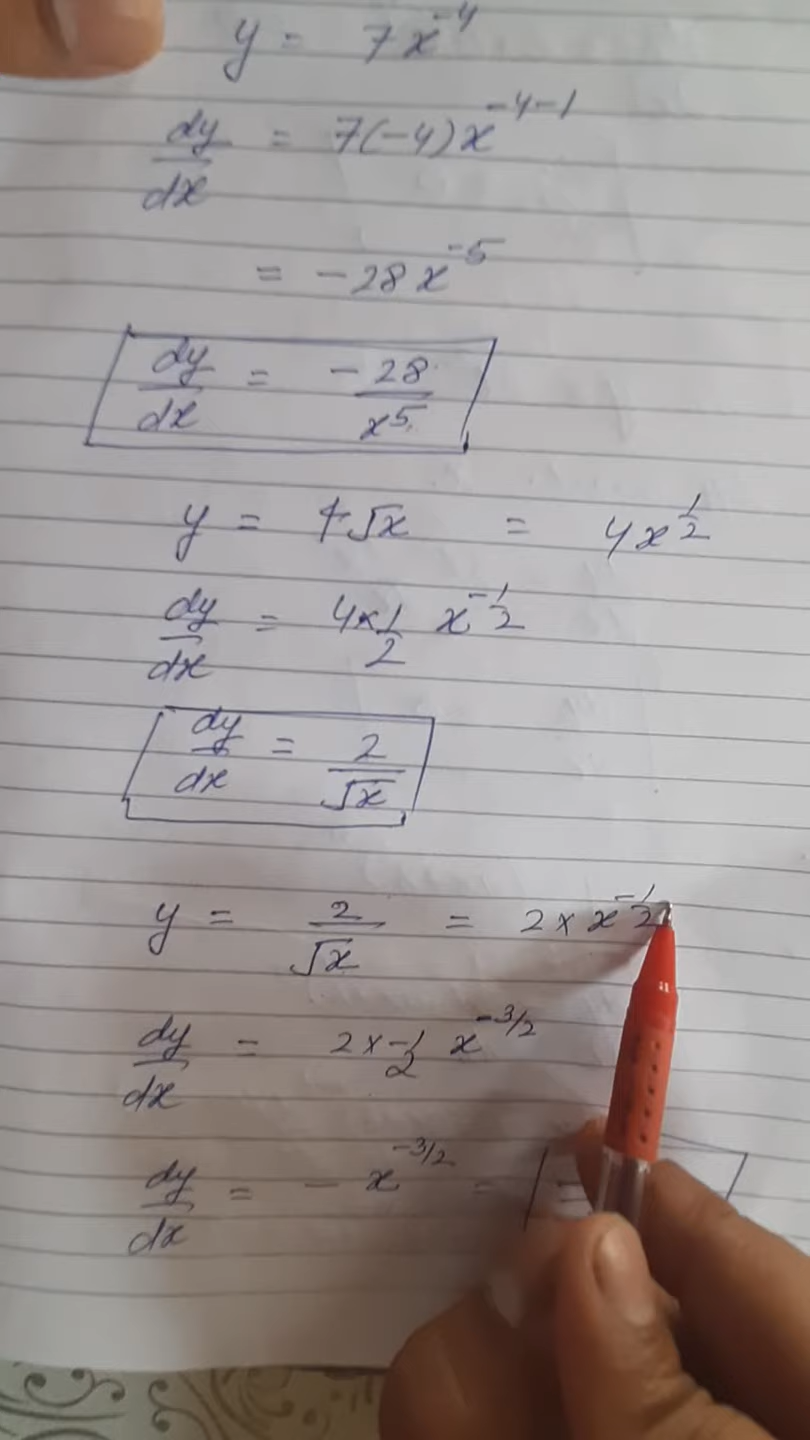 y = 7x⁻⁴
dy/dx = 7(-4)x⁻⁴⁻¹
= -28x⁻⁵
dy/dx = -28/x⁵
y = 4√x = 4x^1/2
dy/dx = 4×1/2 x^-1/2
dy/dx = 2/√x
y = 2/√x = 2 × x^-1/2
dy/dx = 2 × -1/2 x^-3/2
dy/dx = - x^-3/2 =